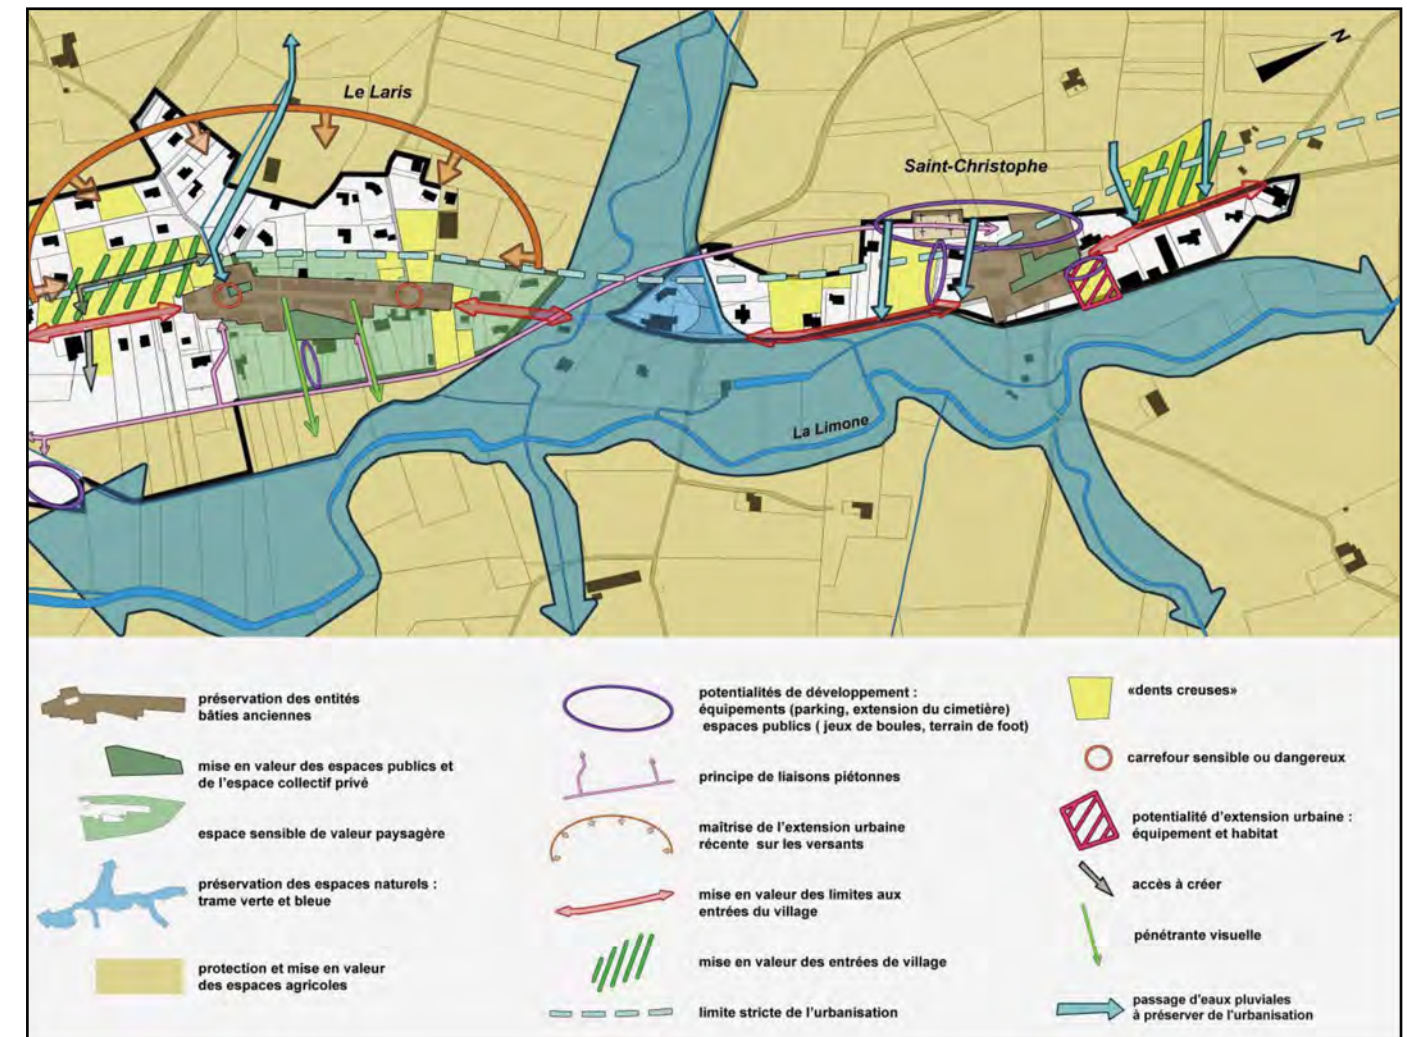 N
Le Laris
Saint-Christophe
La Limone
préservation des entités
bâties anciennes
mise en valeur des espaces publics et
de l'espace collectif privé
espace sensible de valeur paysagère
préservation des espaces naturels :
trame verte et bleue
protection et mise en valeur
des espaces agricoles
potentialités de développement :
équipements (parking, extension du cimetière)
espaces publics ( jeux de boules, terrain de foot)
principe de liaisons piétonnes
maîtrise de l'extension urbaine
récente sur les versants
mise en valeur des limites aux
entrées du village
mise en valeur des entrées de village
limite stricte de l'urbanisation
«dents creuses»
carrefour sensible ou dangereux
potentialité d'extension urbaine :
équipement et habitat
accès à créer
pénétrante visuelle
passage d'eaux pluviales
à préserver de l'urbanisation